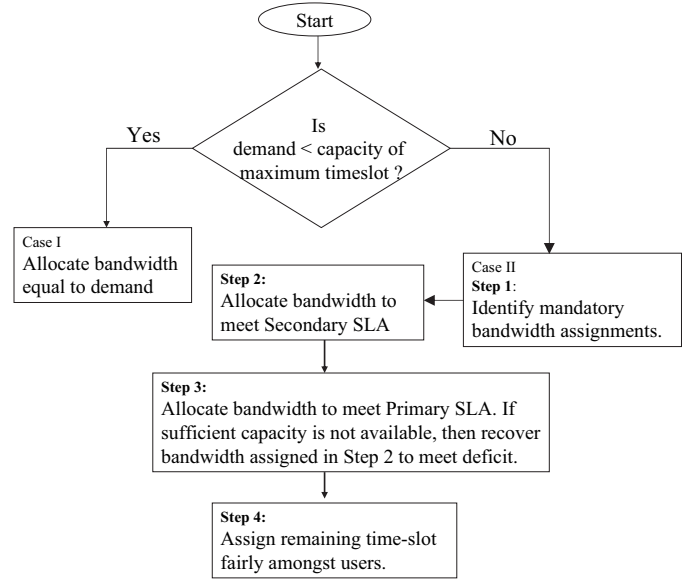 Start
Is
demand < capacity of
maximum timeslot ?
Yes
No
Case I
Allocate bandwidth
equal to demand
Case II
Step 1:
Identify mandatory
bandwidth assignments.
Step 2:
Allocate bandwidth to
meet Secondary SLA
Step 3:
Allocate bandwidth to meet Primary SLA. If
sufficient capacity is not available, then recover
bandwidth assigned in Step 2 to meet deficit.
Step 4:
Assign remaining time-slot
fairly amongst users.